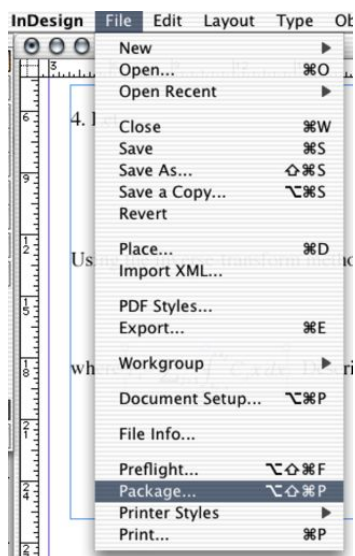 InDesign File Edit Layout Type Ob
New
Open... ⌘O
Open Recent
4.
Close ⌘W
Save ⌘S
Save As... ⇧⌘S
Save a Copy... ⌥⌘S
Revert
Place... ⌘D
Us
Import XML...
PDF Styles...
Export... ⌘E
Workgroup
Document Setup... ⌥⌘P
File Info...
Preflight... ⌥⇧⌘F
Package... ⌥⇧⌘P
Printer Styles
Print... ⌘P